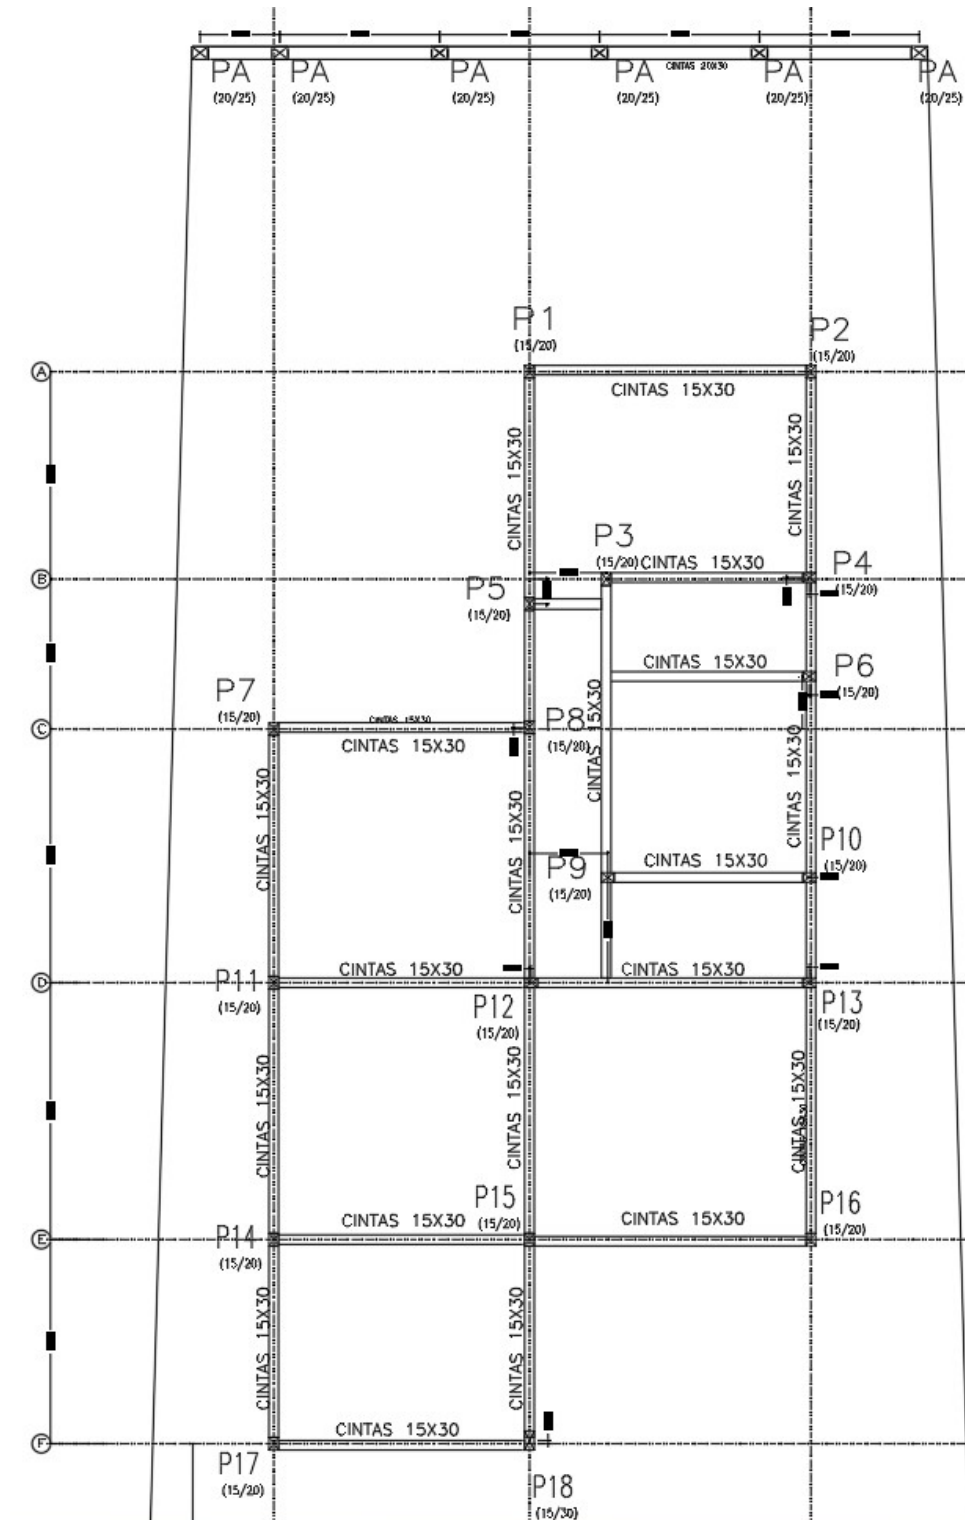 PA
PA
PA
PA
PA
PA
CINTAS 20X30
(20/25)
(20/25)
(20/25)
(20/25)
(20/25)
(20/25)
P1
(15/20)
P2
(15/20)
A
CINTAS 15X30
CINTAS 15X30
CINTAS 15X30
P3
(15/20)
CINTAS 15X30
B
P4
(15/20)
P5
(15/20)
CINTAS 15X30
P6
(15/20)
P7
(15/20)
CINTAS 15X30
C
CINTAS 15X30
P8
(15/20)
CINTAS 15X30
CINTAS 15X30
CINTAS 15X30
CINTAS 15X30
P10
(15/20)
CINTAS 15X30
P9
(15/20)
D
P11
(15/20)
CINTAS 15X30
CINTAS 15X30
P12
(15/20)
P13
(15/20)
CINTAS 15X30
CINTAS 15X30
CINTAS 15X30
P15
(15/20)
P16
(15/20)
E
P14
(15/20)
CINTAS 15X30
CINTAS 15X30
CINTAS 15X30
CINTAS 15X30
CINTAS 15X30
F
P17
(15/20)
P18
(15/30)